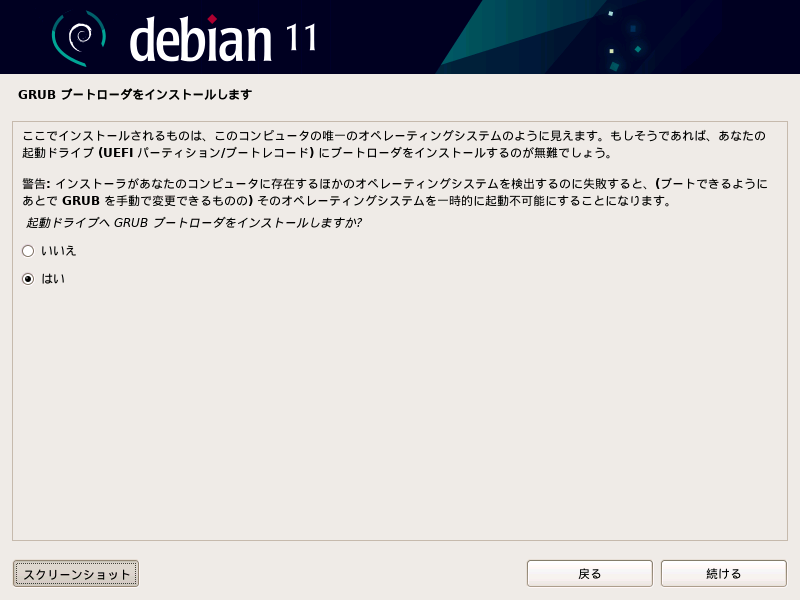 debian 11
GRUB ブートローダをインストールします
ここでインストールされるものは、このコンピュータの唯一のオペレーティングシステムのように見えます。もしそうであれば、あなたの
起動ドライブ (UEFI パーティション/ブートレコード) にブートローダをインストールするのが無難でしょう。
警告: インストーラがあなたのコンピュータに存在するほかのオペレーティングシステムを検出するのに失敗すると、(ブートできるように
あとで GRUB を手動で変更できるものの) そのオペレーティングシステムを一時的に起動不可能にすることになります。
起動ドライブへ GRUB ブートローダをインストールしますか?
いいえ
はい
スクリーンショット
戻る
続ける